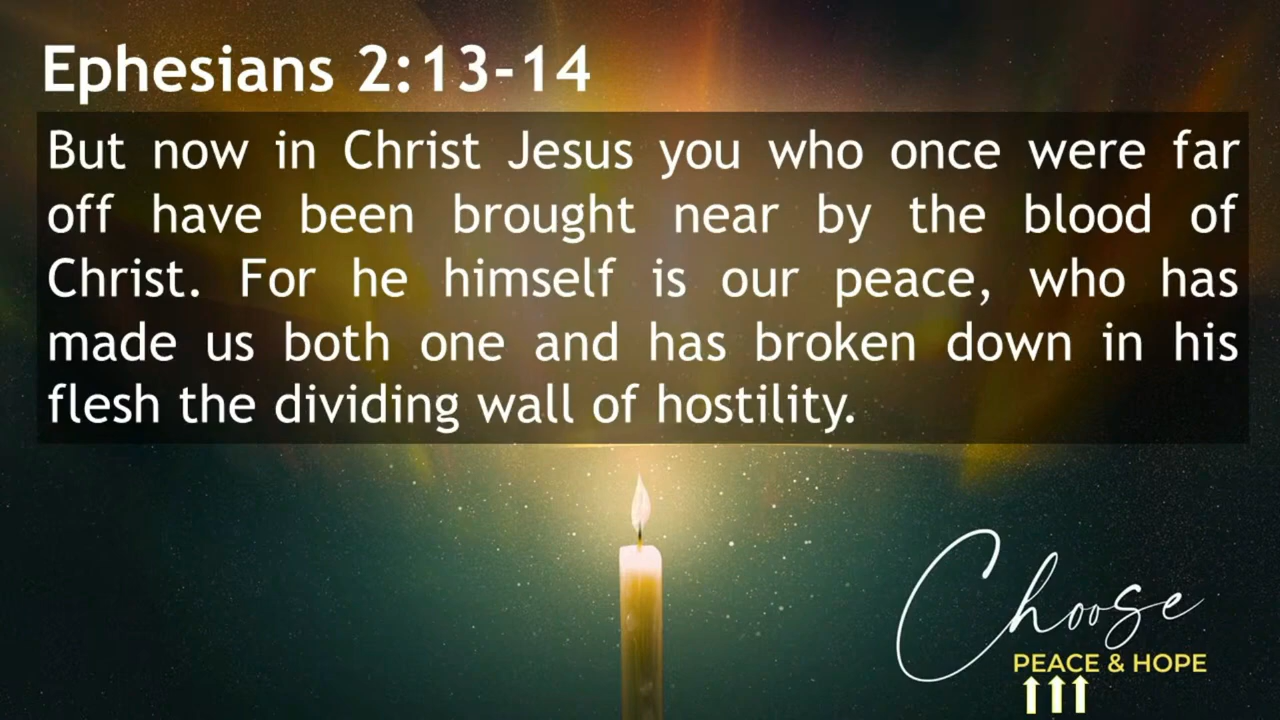 Ephesians 2:13-14
But now in Christ Jesus you who once were far
off have been brought near by the blood of
Christ. For he himself is our peace, who has
made us both one and has broken down in his
flesh the dividing wall of hostility.
Choose
PEACE & HOPE